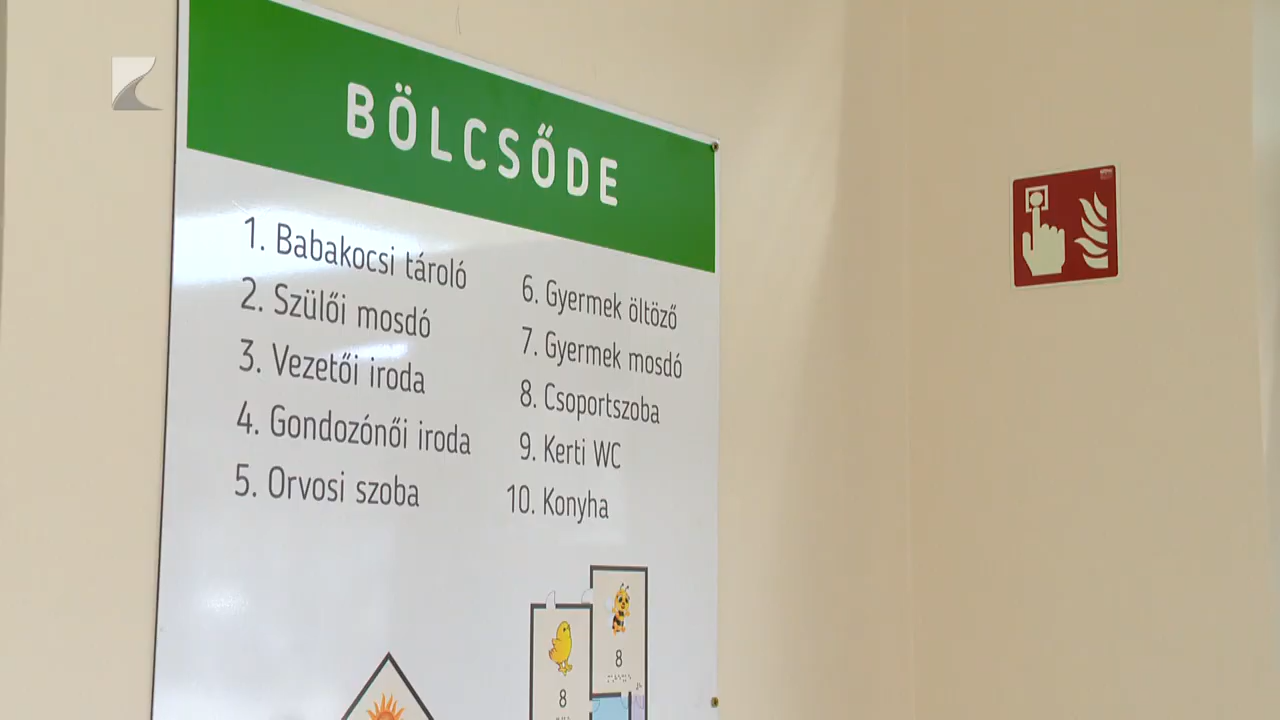 BÖLCSŐDE
1. Babakocsi tároló
2. Szülői mosdó
3. Vezetői iroda
4. Gondozónői iroda
5. Orvosi szoba
6. Gyermek öltöző
7. Gyermek mosdó
8. Csoportszoba
9. Kerti WC
10. Konyha
8
8